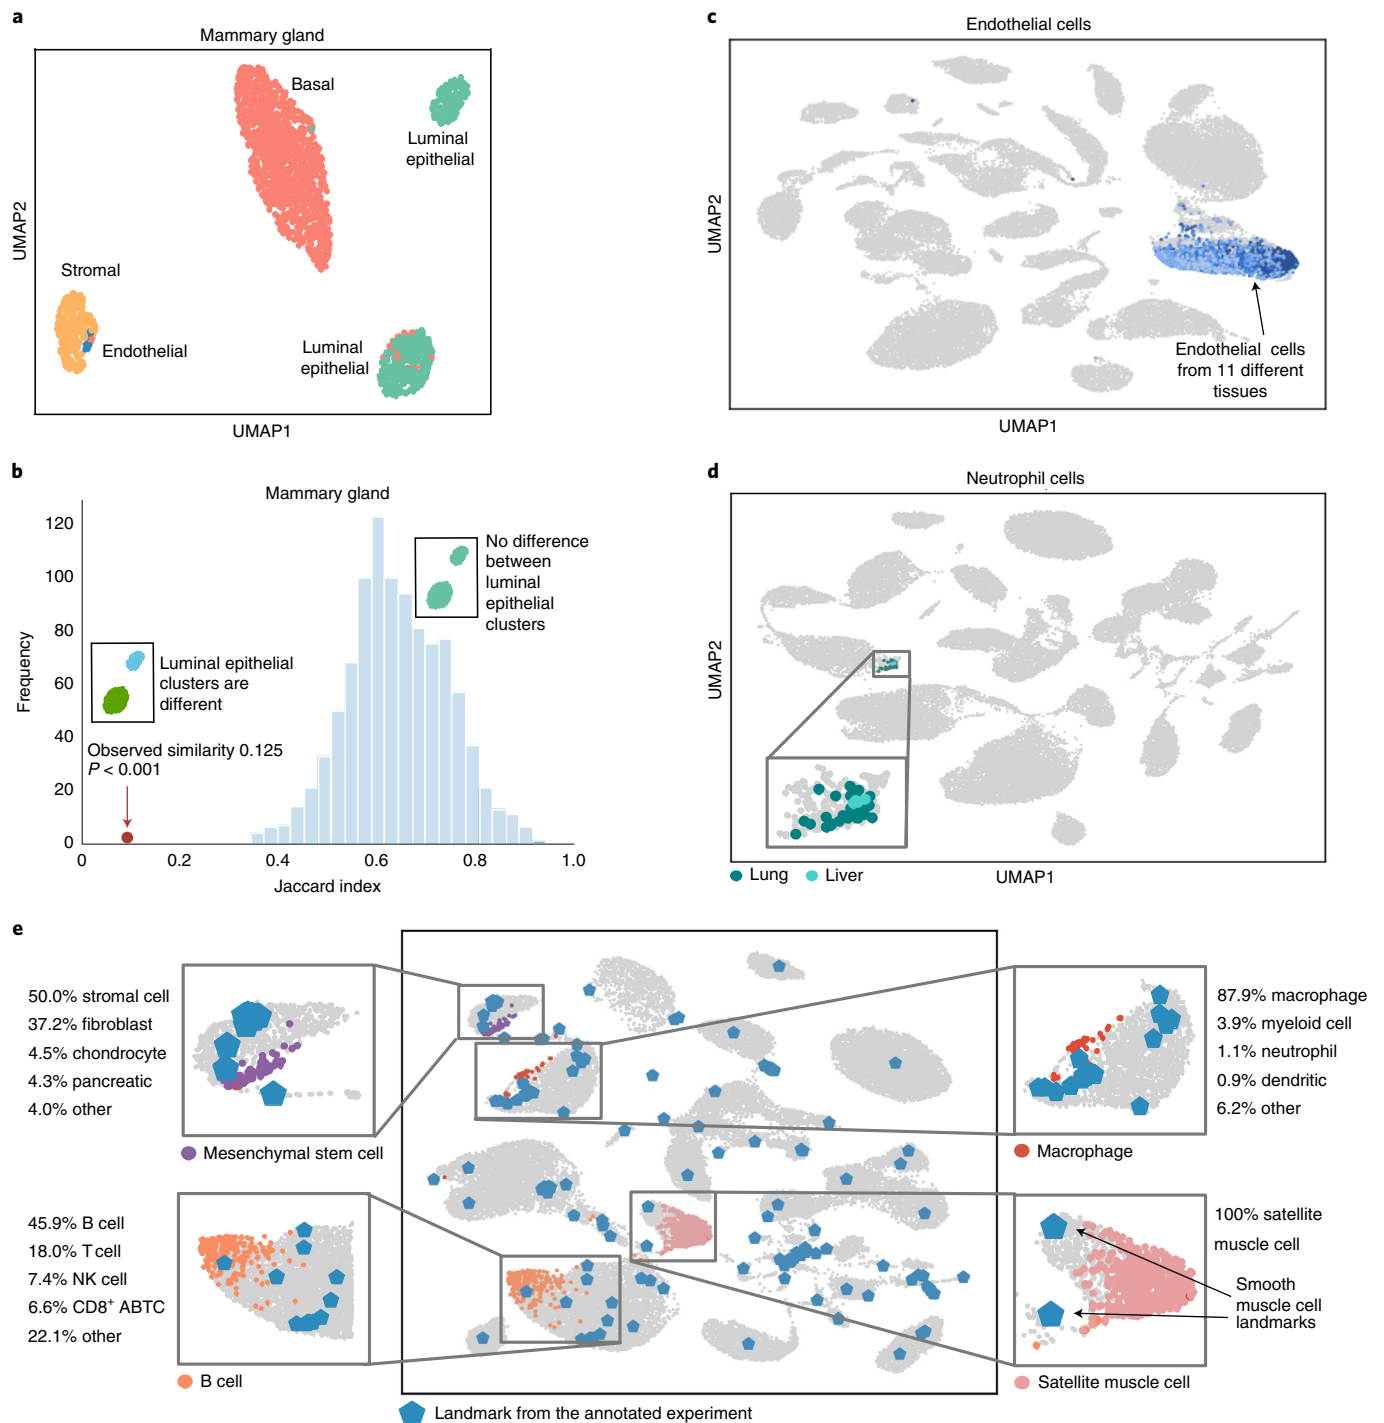 a
Mammary gland
Basal
Luminal
epithelial
Stromal
Endothelial
Luminal
epithelial
UMAP2
UMAP1
c
Endothelial cells
UMAP2
Endothelial cells
from 11 different
tissues
UMAP1
b
Mammary gland
120
100
80
60
40
20
0
Frequency
No difference
between
luminal
epithelial
clusters
Luminal epithelial
clusters are
different
Observed similarity 0.125
P < 0.001
0 0.2 0.4 0.6 0.8 1.0
Jaccard index
d
Neutrophil cells
UMAP2
Lung Liver
UMAP1
e
50.0% stromal cell
37.2% fibroblast
4.5% chondrocyte
4.3% pancreatic
4.0% other
Mesenchymal stem cell
87.9% macrophage
3.9% myeloid cell
1.1% neutrophil
0.9% dendritic
6.2% other
Macrophage
45.9% B cell
18.0% T cell
7.4% NK cell
6.6% CD8+ ABTC
22.1% other
B cell
100% satellite
muscle cell
Smooth
muscle cell
landmarks
Satellite muscle cell
Landmark from the annotated experiment